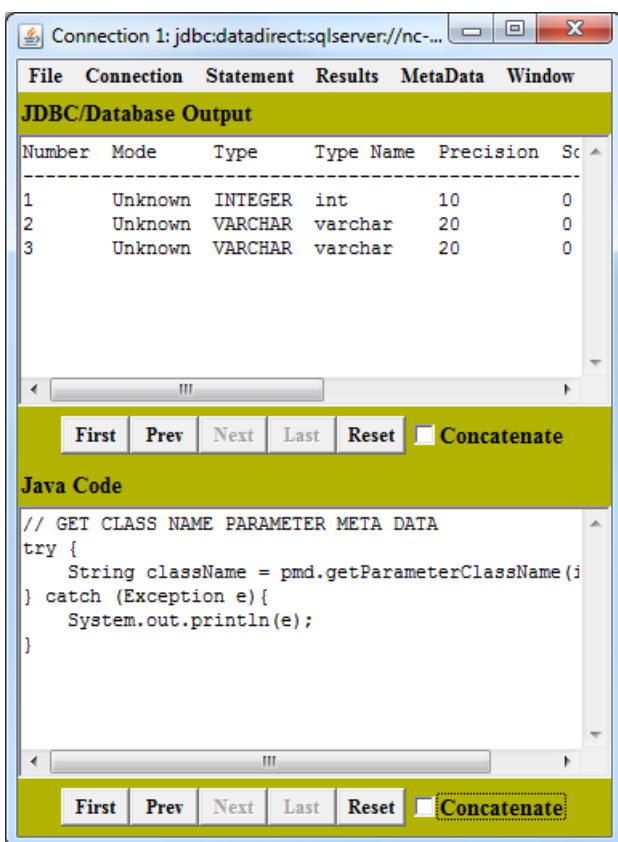 Connection 1: jdbc:datadirect:sqlserver://nc-...
File Connection Statement Results MetaData Window
JDBC/Database Output
Number Mode Type Type Name Precision Sc
--------------------------------------------------
1 Unknown INTEGER int 10 0
2 Unknown VARCHAR varchar 20 0
3 Unknown VARCHAR varchar 20 0
First Prev Next Last Reset Concatenate
Java Code
// GET CLASS NAME PARAMETER META DATA
try {
    String className = pmd.getParameterClassName(i
} catch (Exception e){
    System.out.println(e);
}
First Prev Next Last Reset Concatenate